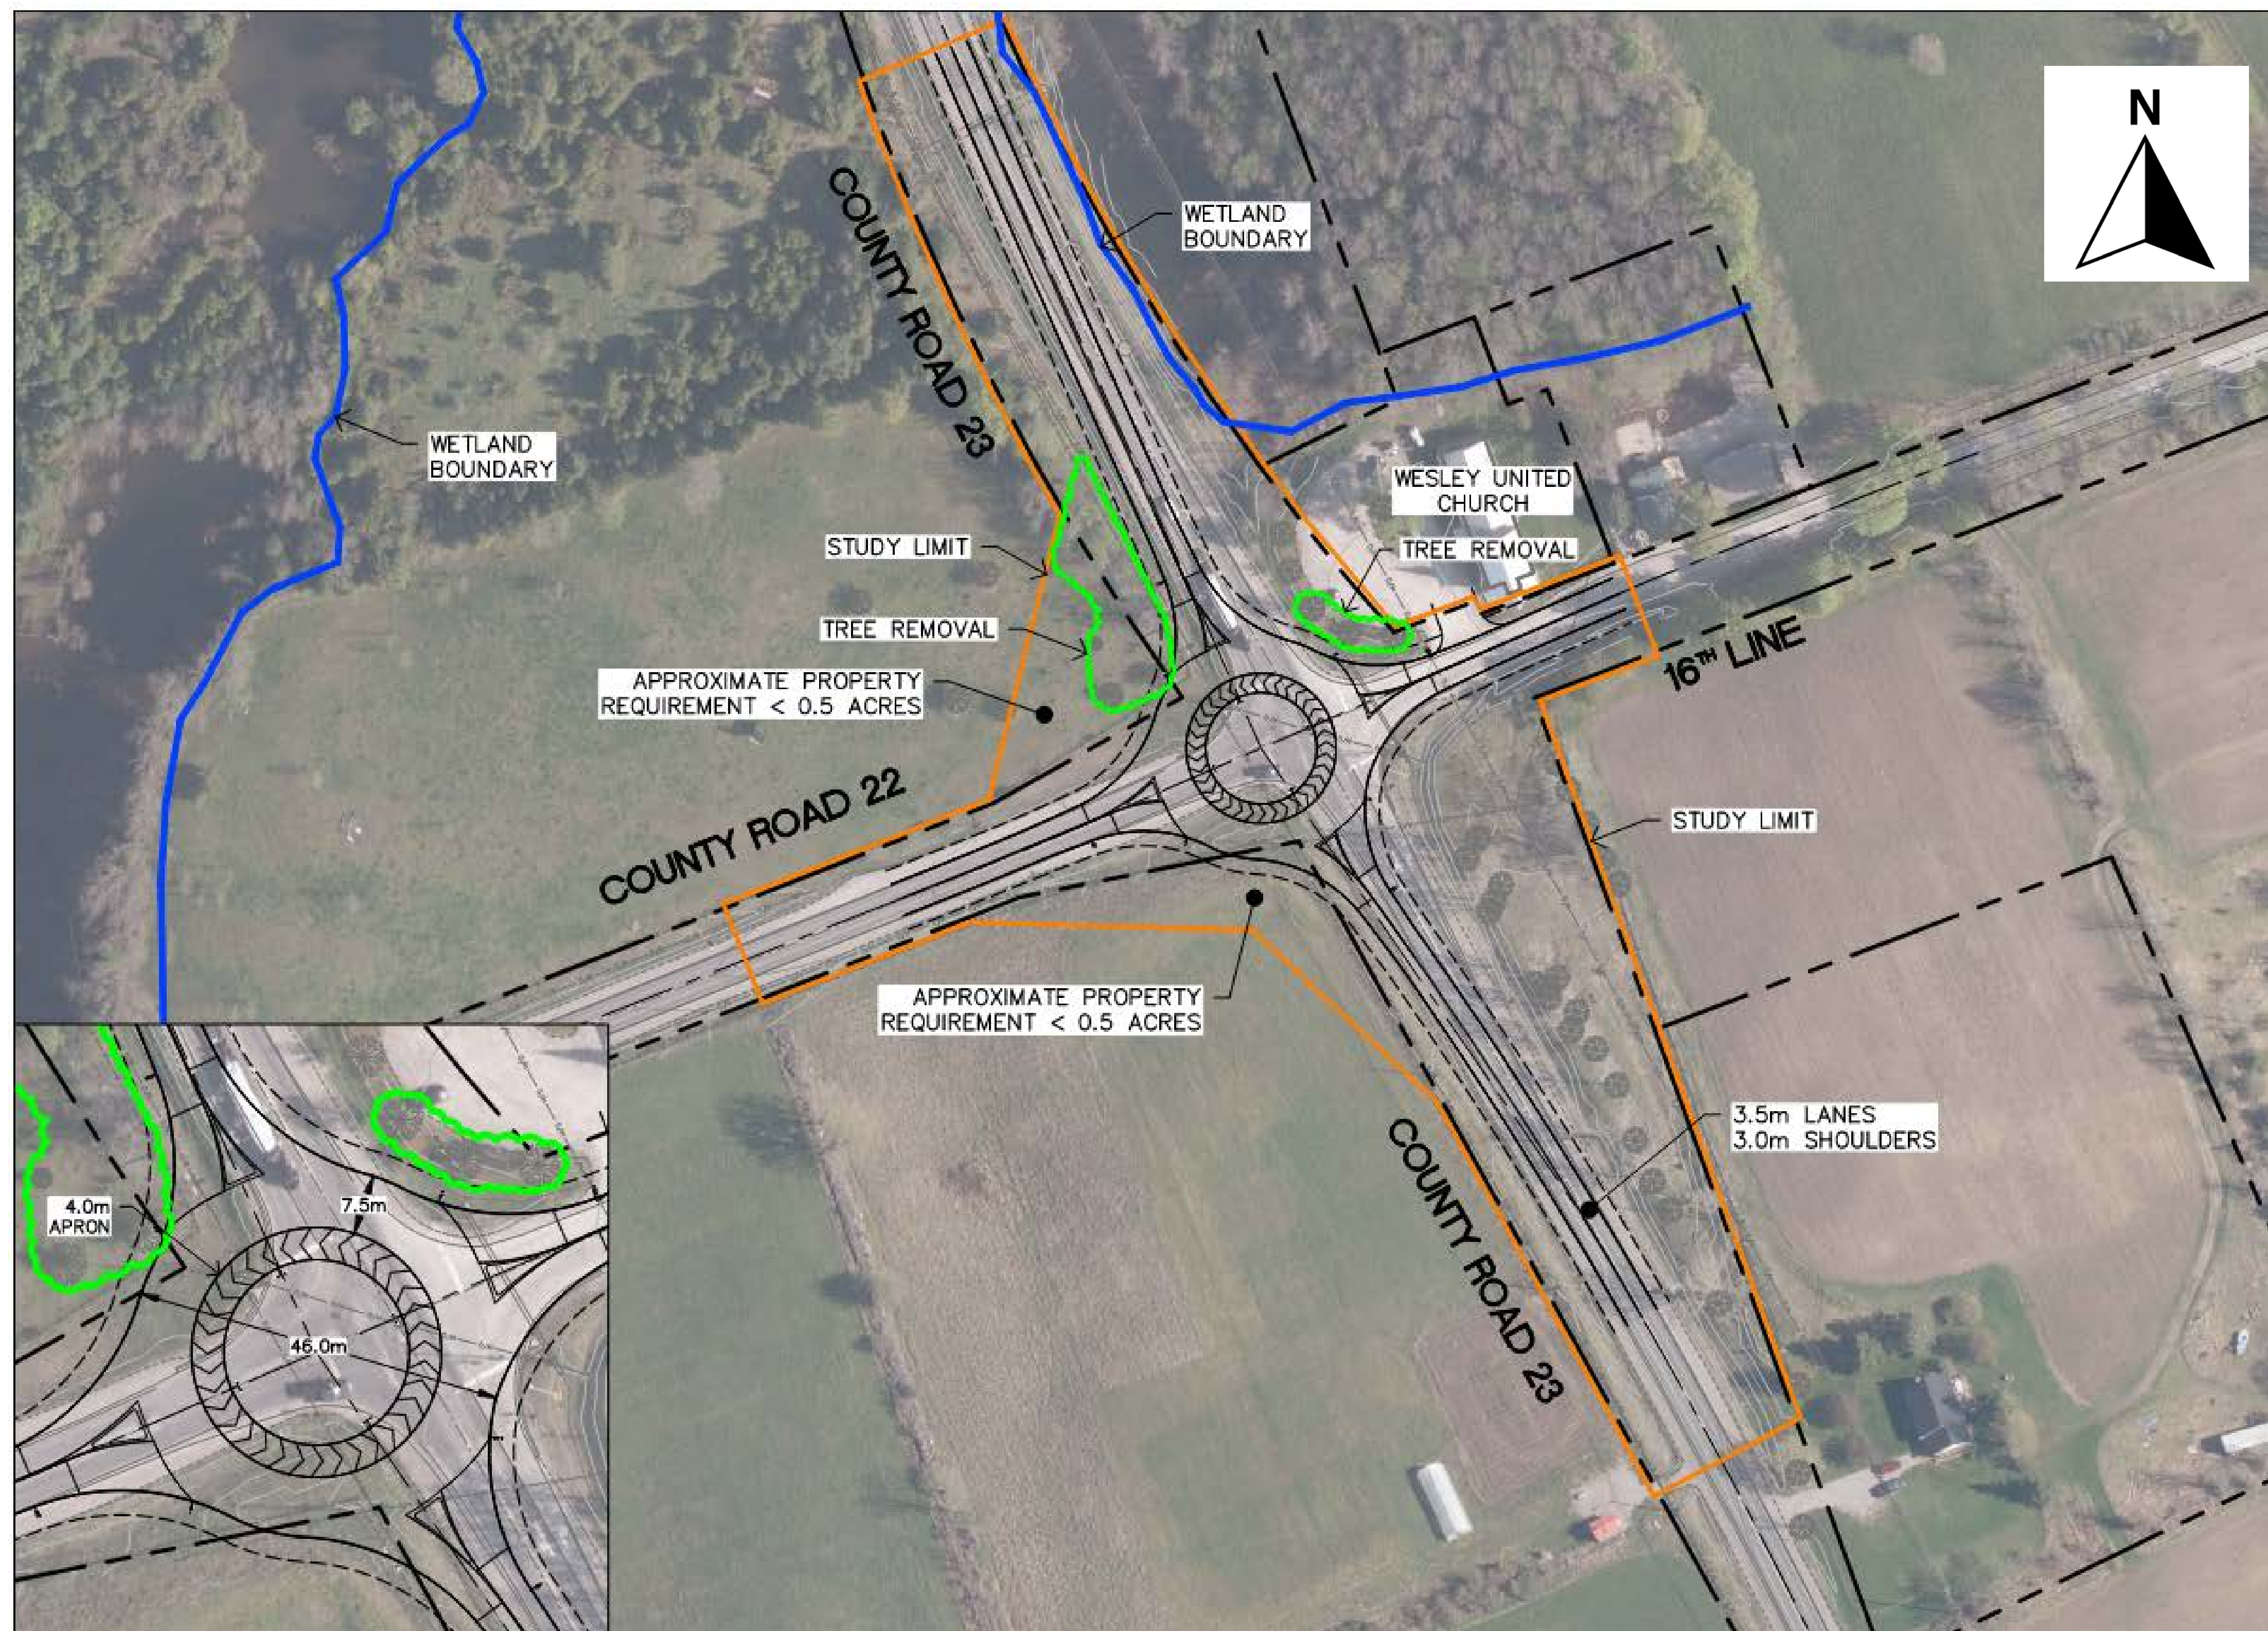 N
COUNTY ROAD 23
WETLAND
BOUNDARY
WETLAND
BOUNDARY
WESLEY UNITED
CHURCH
STUDY LIMIT
TREE REMOVAL
TREE REMOVAL
16TH LINE
APPROXIMATE PROPERTY
REQUIREMENT < 0.5 ACRES
COUNTY ROAD 22
STUDY LIMIT
APPROXIMATE PROPERTY
REQUIREMENT < 0.5 ACRES
3.5m LANES
3.0m SHOULDERS
COUNTY ROAD 23
4.0m
APRON
7.5m
46.0m